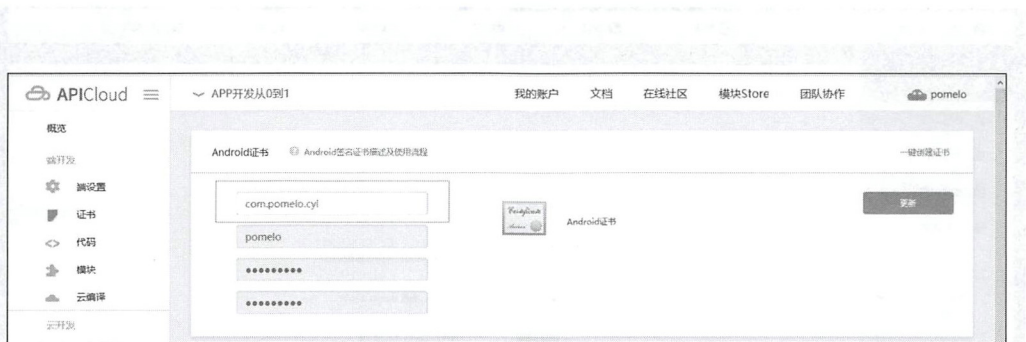 APICloud
APP开发从0到1
我的账户
文档
在线社区
模块Store
团队协作
pomelo
概览
端开发
端设置
证书
代码
模块
云编译
云开发
Android证书
Android签名证书描述及使用流程
一键创建证书
com.pomelo.cyl
pomelo
Certificate
Android证书
更新